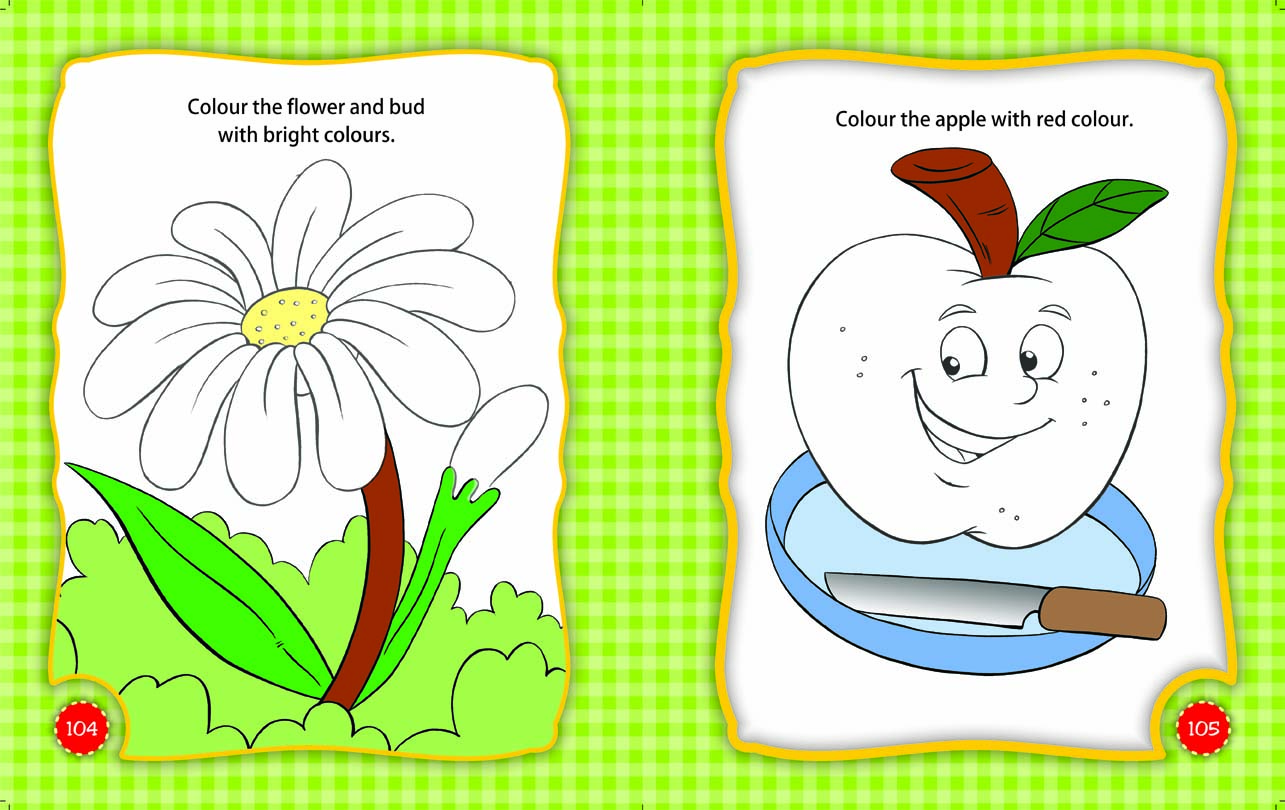 Colour the flower and bud
with bright colours.
104
Colour the apple with red colour.
105